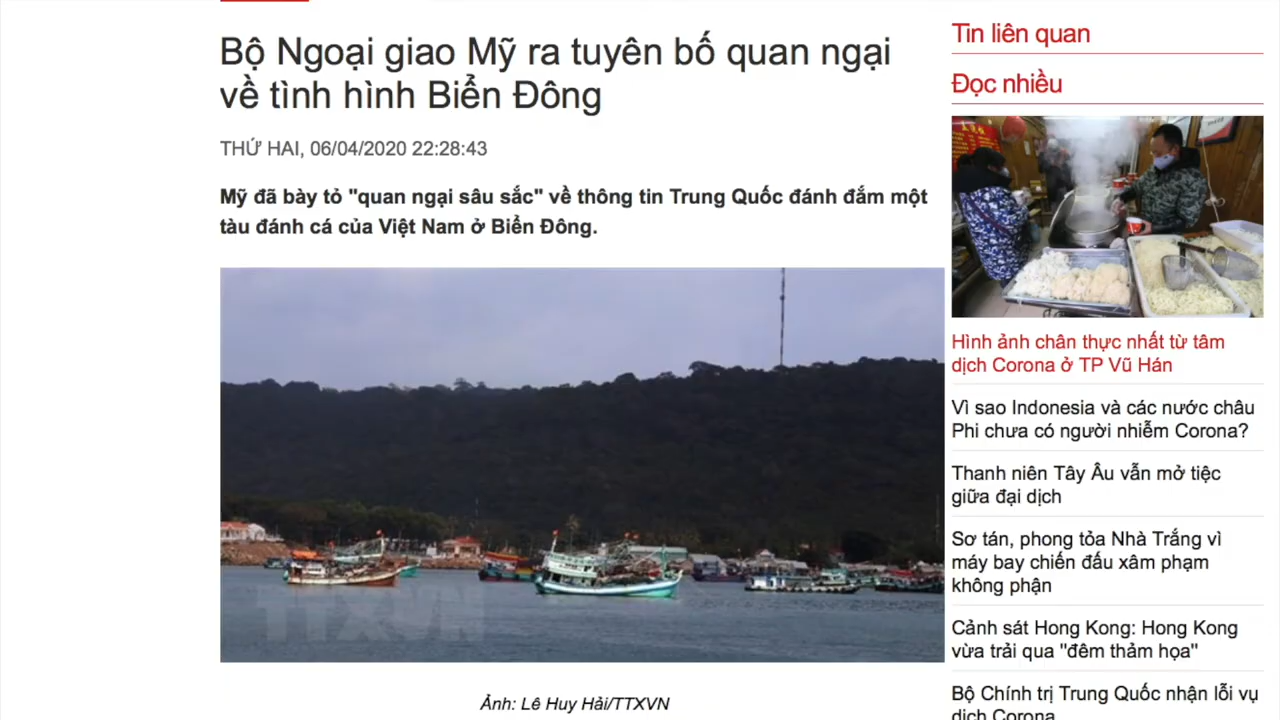 Bộ Ngoại giao Mỹ ra tuyên bố quan ngại
về tình hình Biển Đông
THỨ HAI, 06/04/2020 22:28:43
Mỹ đã bày tỏ "quan ngại sâu sắc" về thông tin Trung Quốc đánh đắm một
tàu đánh cá của Việt Nam ở Biển Đông.
TTXVN
Ảnh: Lê Huy Hải/TTXVN
Tin liên quan
Đọc nhiều
Hình ảnh chân thực nhất từ tâm
dịch Corona ở TP Vũ Hán
Vì sao Indonesia và các nước châu
Phi chưa có người nhiễm Corona?
Thanh niên Tây Âu vẫn mở tiệc
giữa đại dịch
Sơ tán, phong tỏa Nhà Trắng vì
máy bay chiến đấu xâm phạm
không phận
Cảnh sát Hong Kong: Hong Kong
vừa trải qua "đêm thảm họa"
Bộ Chính trị Trung Quốc nhận lỗi vụ
dịch Corona